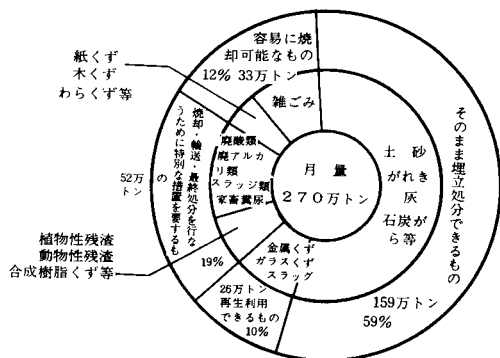 容易に焼
却可能なもの
12% 33万トン
紙くず
木くず
わらくず等
雑ごみ
焼却・輸送・最終処分を行な
うために特別な措置を要するも
の
52万
トン
19%
廃酸類
廃アルカ
リ類
スラッジ類
家畜糞尿
植物性残渣
動物性残渣
合成樹脂くず等
月量
270万トン
土砂
がれき
灰
石炭がら等
そのまま埋立処分できるもの
159万トン
59%
金属くず
ガラスくず
スラッグ
26万トン
再生利用
できるもの
10%